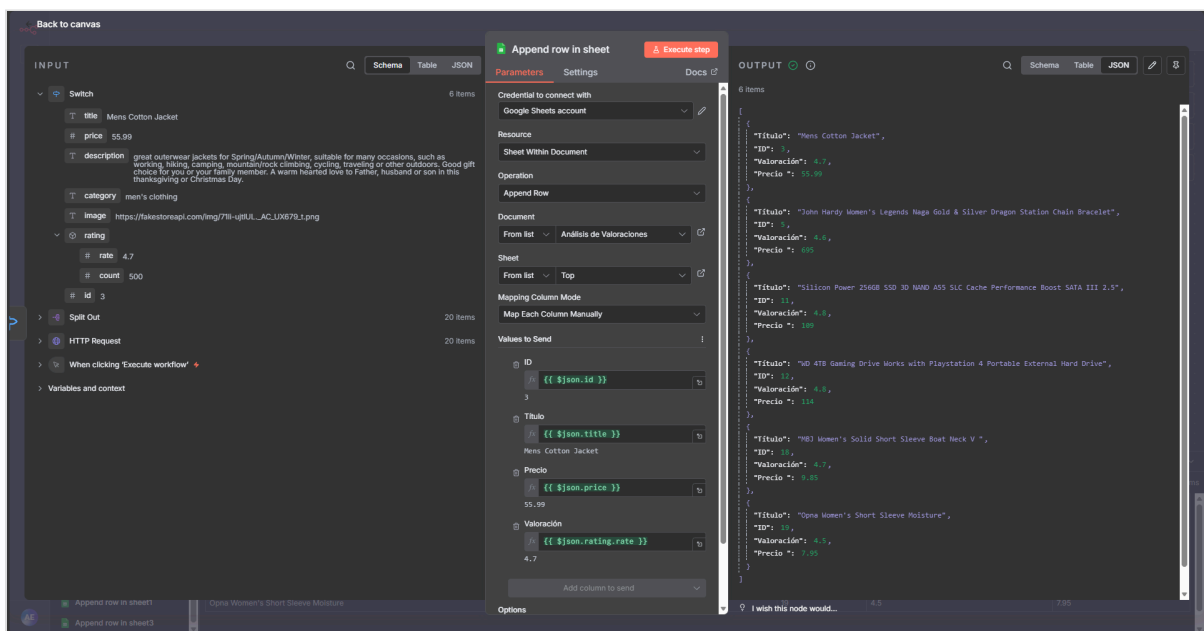 Back to canvas
INPUT
Schema Table JSON
Switch 6 items
T title Mens Cotton Jacket
# price 55.99
T description great outerwear jackets for Spring/Autumn/Winter, suitable for many occasions, such as
working, hiking, camping, mountain/rock climbing, cycling, traveling or other outdoors. Good gift
choice for you or your family member. A warm hearted love to Father, husband or son in this
thanksgiving or Christmas Day.
T category men's clothing
T image https://fakestoreapi.com/img/71li-ujtlUL._AC_UX679_t.png
rating
# rate 4.7
# count 500
# id 3
Split Out 20 items
HTTP Request 20 items
When clicking 'Execute workflow'
Variables and context
Append row in sheet
Execute step
Parameters Settings Docs
Credential to connect with
Google Sheets account
Resource
Sheet Within Document
Operation
Append Row
Document
From list Análisis de Valoraciones
Sheet
From list Top
Mapping Column Mode
Map Each Column Manually
Values to Send
ID
fx {{ $json.id }}
3
Título
fx {{ $json.title }}
Mens Cotton Jacket
Precio
fx {{ $json.price }}
55.99
Valoración
fx {{ $json.rating.rate }}
4.7
Add column to send
Options
OUTPUT
Schema Table JSON
6 items
[
{
"Título": "Mens Cotton Jacket",
"ID": 3,
"Valoración": 4.7,
"Precio ": 55.99
},
{
"Título": "John Hardy Women's Legends Naga Gold & Silver Dragon Station Chain Bracelet",
"ID": 5,
"Valoración": 4.6,
"Precio ": 695
},
{
"Título": "Silicon Power 256GB SSD 3D NAND A55 SLC Cache Performance Boost SATA III 2.5",
"ID": 11,
"Valoración": 4.8,
"Precio ": 109
},
{
"Título": "WD 4TB Gaming Drive Works with Playstation 4 Portable External Hard Drive",
"ID": 12,
"Valoración": 4.8,
"Precio ": 114
},
{
"Título": "MBJ Women's Solid Short Sleeve Boat Neck V ",
"ID": 18,
"Valoración": 4.7,
"Precio ": 9.85
},
{
"Título": "Opna Women's Short Sleeve Moisture",
"ID": 19,
"Valoración": 4.5,
"Precio ": 7.95
}
]
I wish this node would...
Append row in sheet1 Opna Women's Short Sleeve Moisture 19 4.5 7.95
AF Append row in sheet3